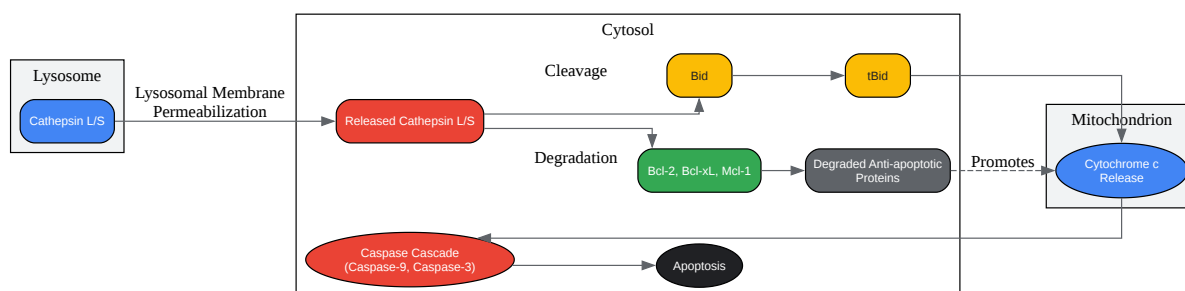 Cytosol
Lysosome
Cathepsin L/S
Lysosomal Membrane
Permeabilization
Released Cathepsin L/S
Cleavage
Bid
tBid
Degradation
Bcl-2, Bcl-xL, Mcl-1
Degraded Anti-apoptotic
Proteins
Promotes
Mitochondrion
Cytochrome c
Release
Caspase Cascade
(Caspase-9, Caspase-3)
Apoptosis